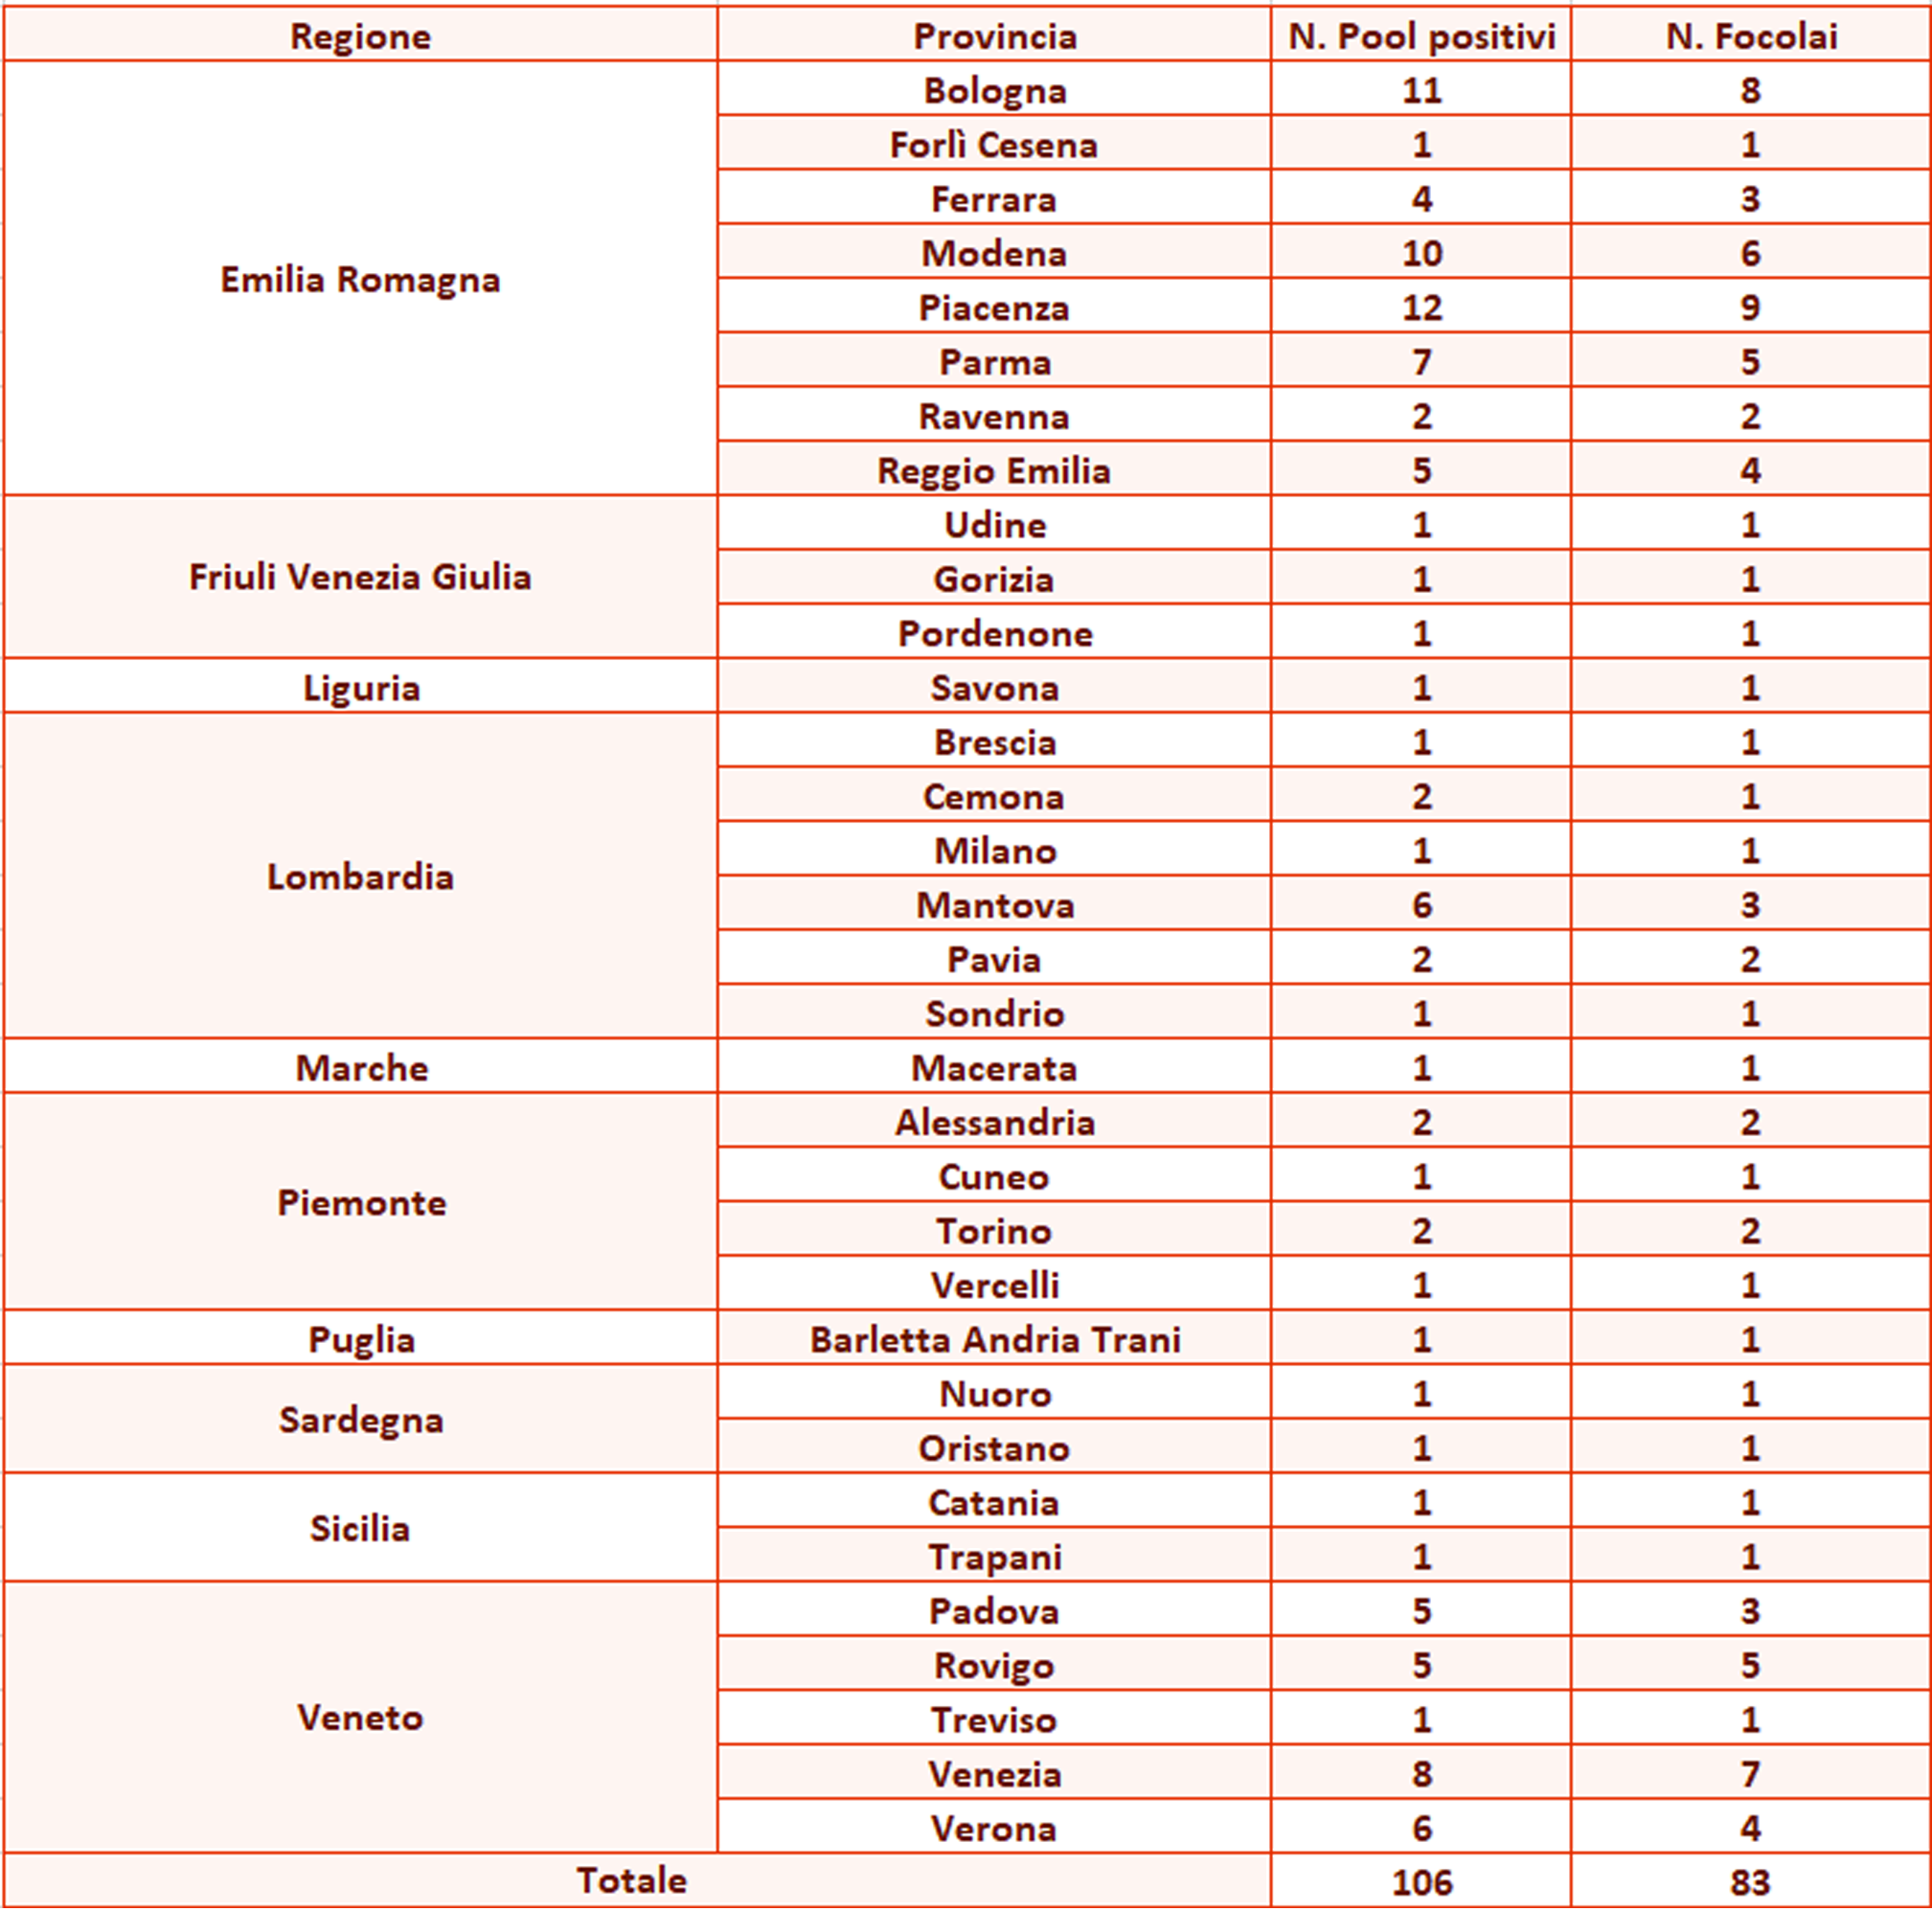 Regione Provincia N. Pool positivi N. Focolai
Emilia Romagna Bologna 11 8
Forlì Cesena 1 1
Ferrara 4 3
Modena 10 6
Piacenza 12 9
Parma 7 5
Ravenna 2 2
Reggio Emilia 5 4
Friuli Venezia Giulia Udine 1 1
Gorizia 1 1
Pordenone 1 1
Liguria Savona 1 1
Lombardia Brescia 1 1
Cemona 2 1
Milano 1 1
Mantova 6 3
Pavia 2 2
Sondrio 1 1
Marche Macerata 1 1
Piemonte Alessandria 2 2
Cuneo 1 1
Torino 2 2
Vercelli 1 1
Puglia Barletta Andria Trani 1 1
Sardegna Nuoro 1 1
Oristano 1 1
Sicilia Catania 1 1
Trapani 1 1
Veneto Padova 5 3
Rovigo 5 5
Treviso 1 1
Venezia 8 7
Verona 6 4
Totale 106 83